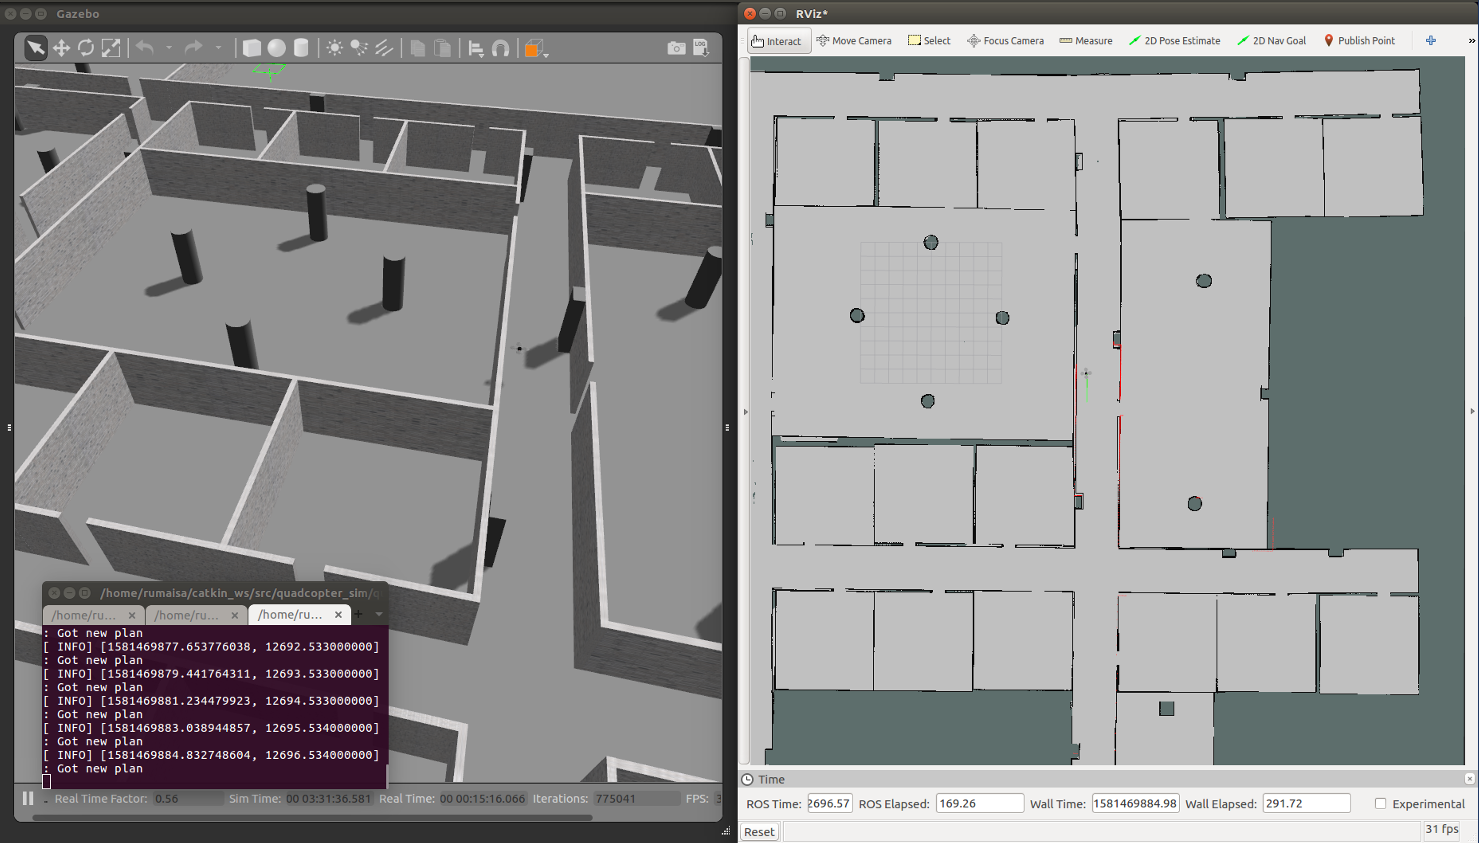 Gazebo
LOG
/home/rumaisa/catkin_ws/src/quadcopter_sim/
/home/ru... × /home/ru... × /home/ru... × +
: Got new plan
[ INFO] [1581469877.653776038, 12692.533000000]
: Got new plan
[ INFO] [1581469879.441764311, 12693.533000000]
: Got new plan
[ INFO] [1581469881.234479923, 12694.533000000]
: Got new plan
[ INFO] [1581469883.038944857, 12695.534000000]
: Got new plan
[ INFO] [1581469884.832748604, 12696.534000000]
: Got new plan
Real Time Factor: 0.56 Sim Time: 00 03:31:36.581 Real Time: 00 00:15:16.066 Iterations: 775041 FPS: 3
RViz*
Interact Move Camera Select Focus Camera Measure 2D Pose Estimate 2D Nav Goal Publish Point »
Time
ROS Time: 2696.57 ROS Elapsed: 169.26 Wall Time: 1581469884.98 Wall Elapsed: 291.72 Experimental
Reset
31 fps